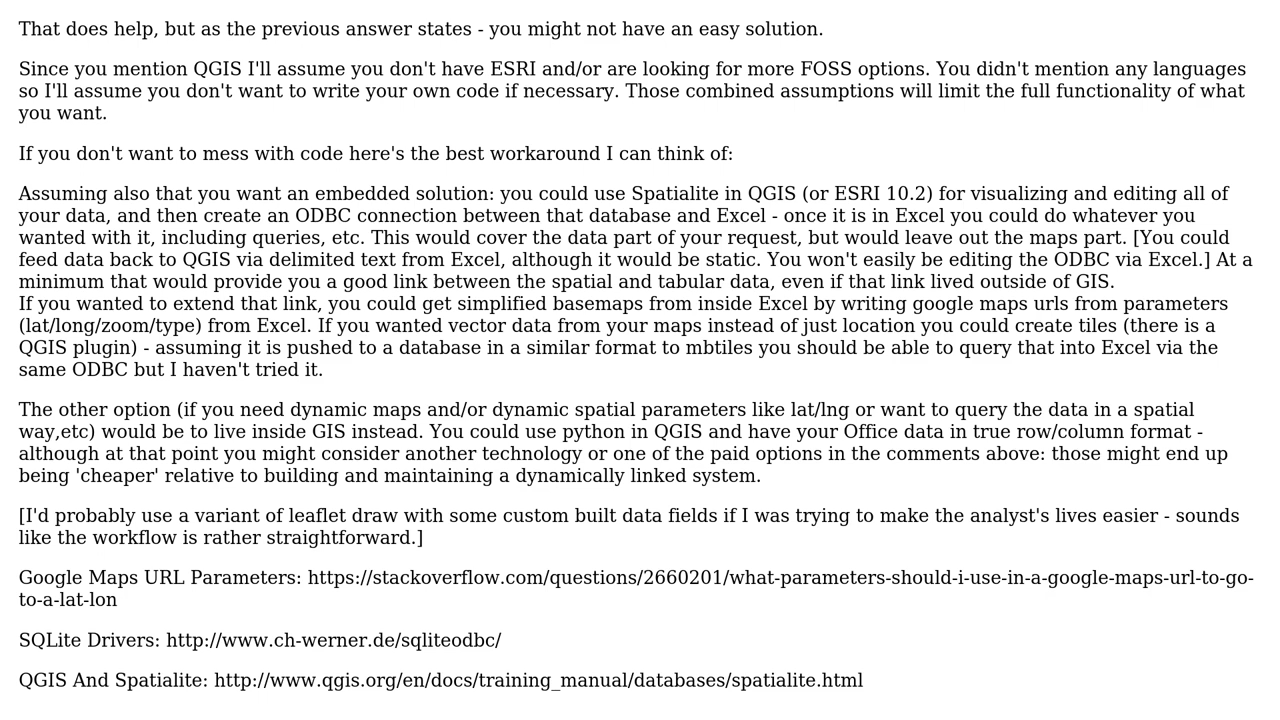 That does help, but as the previous answer states - you might not have an easy solution.
Since you mention QGIS I'll assume you don't have ESRI and/or are looking for more FOSS options. You didn't mention any languages
so I'll assume you don't want to write your own code if necessary. Those combined assumptions will limit the full functionality of what
you want.
If you don't want to mess with code here's the best workaround I can think of:
Assuming also that you want an embedded solution: you could use Spatialite in QGIS (or ESRI 10.2) for visualizing and editing all of
your data, and then create an ODBC connection between that database and Excel - once it is in Excel you could do whatever you
wanted with it, including queries, etc. This would cover the data part of your request, but would leave out the maps part. [You could
feed data back to QGIS via delimited text from Excel, although it would be static. You won't easily be editing the ODBC via Excel.] At a
minimum that would provide you a good link between the spatial and tabular data, even if that link lived outside of GIS.
If you wanted to extend that link, you could get simplified basemaps from inside Excel by writing google maps urls from parameters
(lat/long/zoom/type) from Excel. If you wanted vector data from your maps instead of just location you could create tiles (there is a
QGIS plugin) - assuming it is pushed to a database in a similar format to mbtiles you should be able to query that into Excel via the
same ODBC but I haven't tried it.
The other option (if you need dynamic maps and/or dynamic spatial parameters like lat/lng or want to query the data in a spatial
way,etc) would be to live inside GIS instead. You could use python in QGIS and have your Office data in true row/column format -
although at that point you might consider another technology or one of the paid options in the comments above: those might end up
being 'cheaper' relative to building and maintaining a dynamically linked system.
[I'd probably use a variant of leaflet draw with some custom built data fields if I was trying to make the analyst's lives easier - sounds
like the workflow is rather straightforward.]
Google Maps URL Parameters: https://stackoverflow.com/questions/2660201/what-parameters-should-i-use-in-a-google-maps-url-to-go-
to-a-lat-lon
SQLite Drivers: http://www.ch-werner.de/sqliteodbc/
QGIS And Spatialite: http://www.qgis.org/en/docs/training_manual/databases/spatialite.html